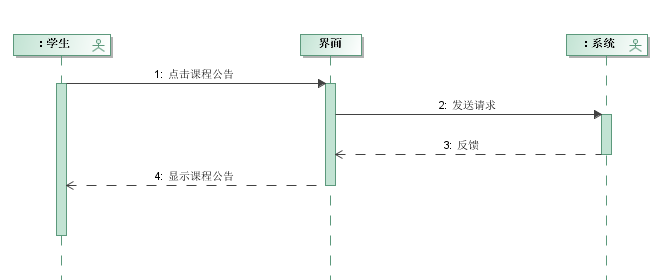 : 学生
界面
: 系统
1: 点击课程公告
2: 发送请求
3: 反馈
4: 显示课程公告